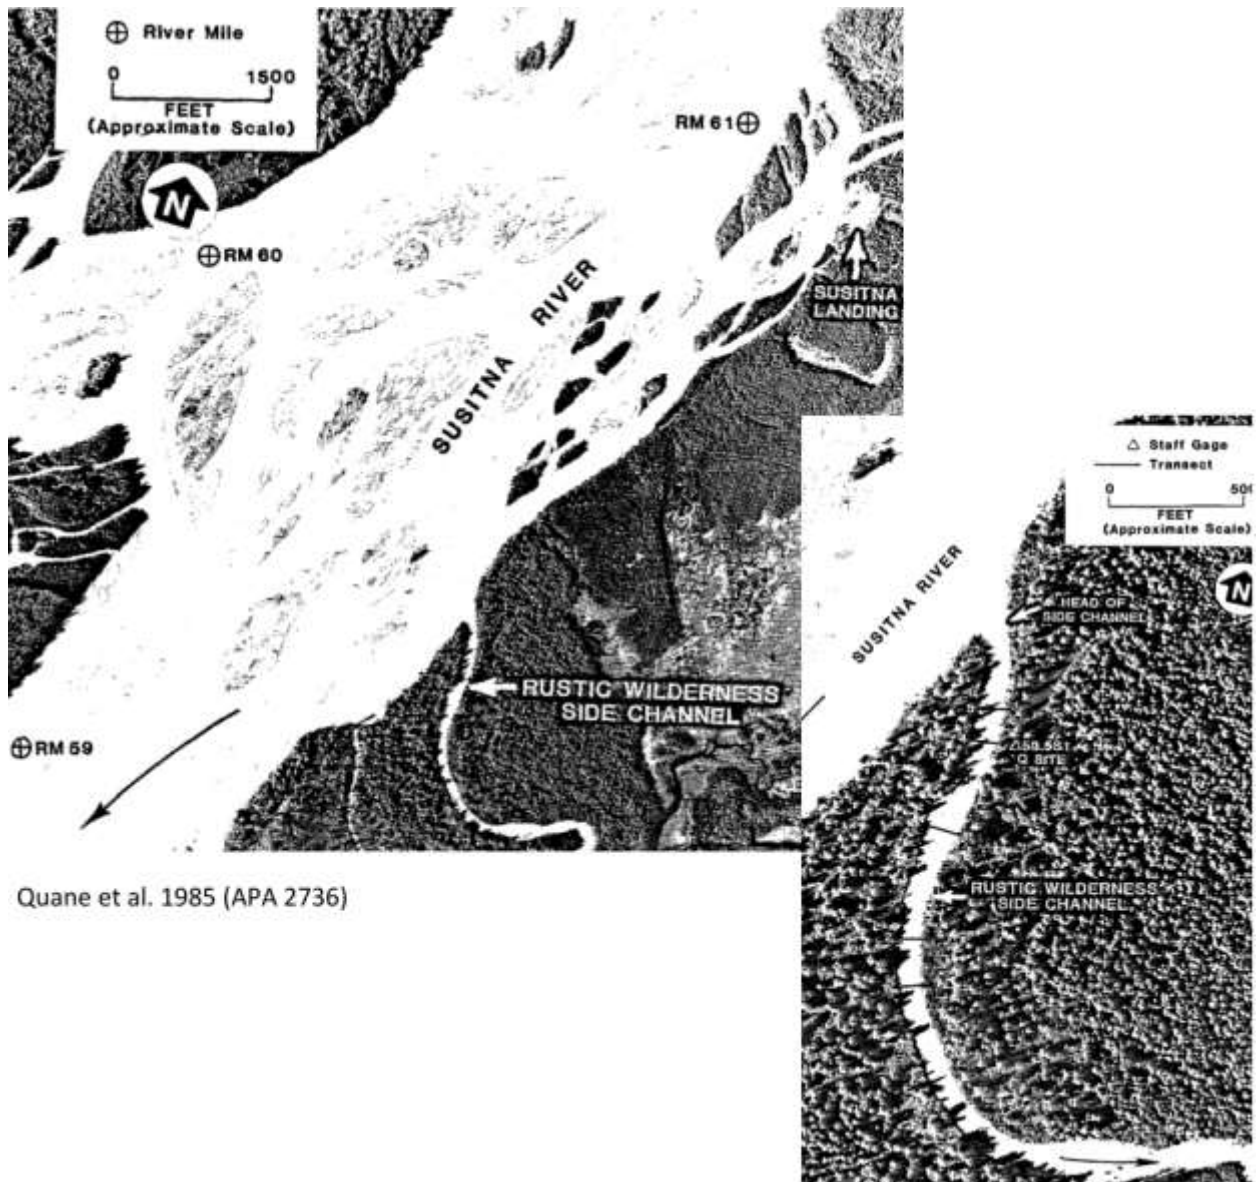 River Mile
0 1500
FEET
(Approximate Scale)
N
RM 61
RM 60
SUSITNA RIVER
SUSITNA
LANDING
RUSTIC WILDERNESS
SIDE CHANNEL
RM 59
Quane et al. 1985 (APA 2736)
Staff Gage
Transect
0 500
FEET
(Approximate Scale)
N
HEAD OF
SIDE CHANNEL
SUSITNA RIVER
Q SITE
RUSTIC WILDERNESS
SIDE CHANNEL